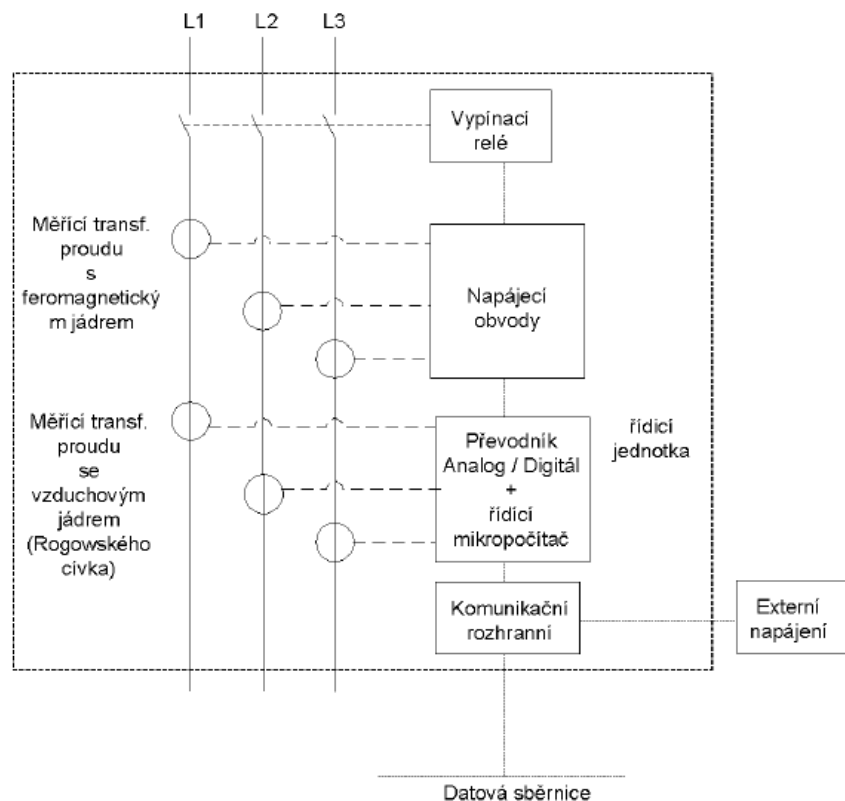 L1
L2
L3
Vypínací
relé
Měřící transf.
proudu
s
feromagnetický
m jádrem
Napájecí
obvody
Měřící transf.
proudu
se
vzduchovým
jádrem
(Rogowského
cívka)
Převodník
Analog / Digitál
+
řídící
mikropočítač
řídicí
jednotka
Komunikační
rozhranní
Externí
napájení
Datová sběrnice